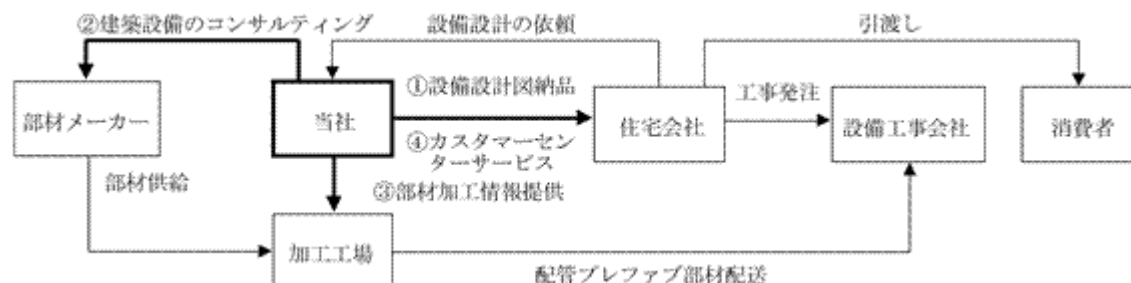 ②建築設備のコンサルティング
設備設計の依頼
引渡し
部材メーカー
当社
①設備設計図納品
④カスタマーセン
ターサービス
住宅会社
工事発注
設備工事会社
消費者
部材供給
③部材加工情報提供
加工工場
配管プレファブ部材配送